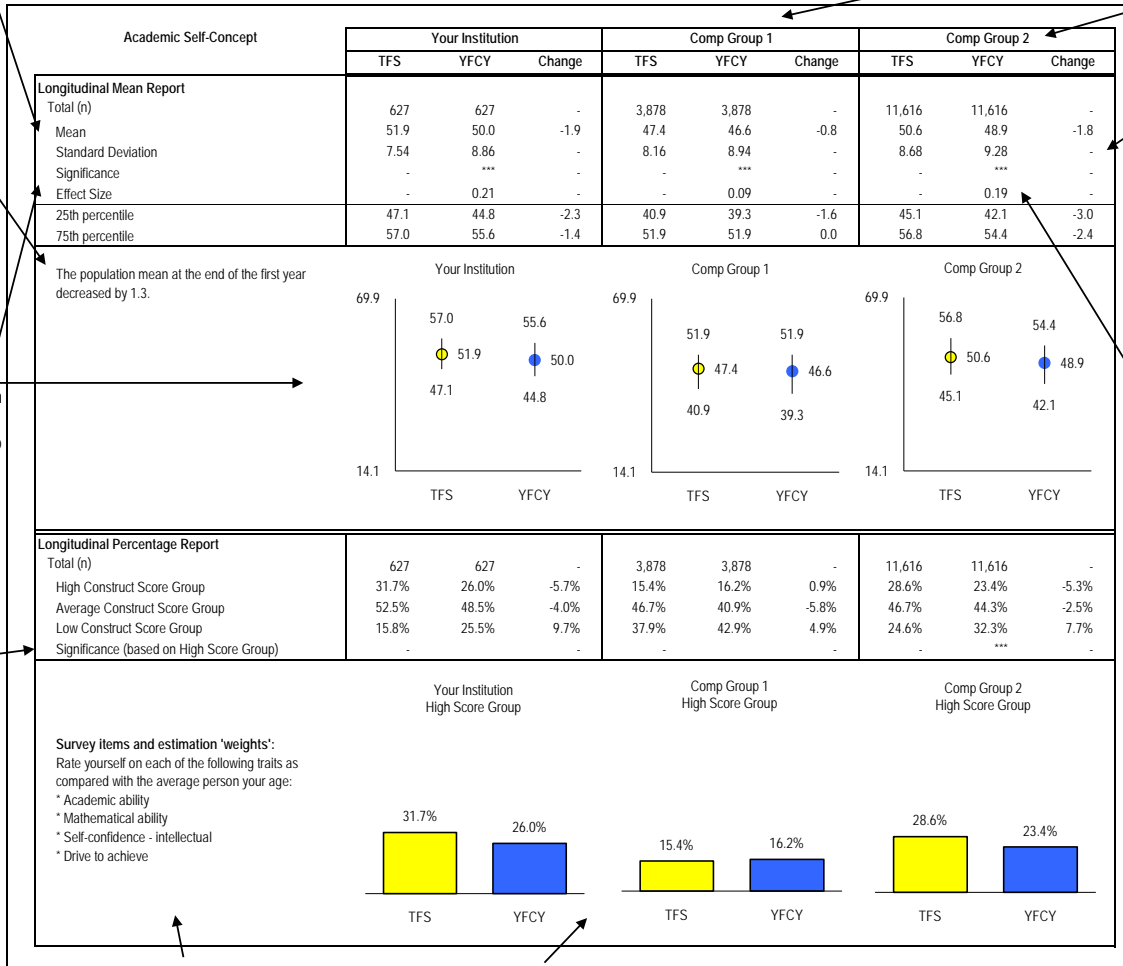 Academic Self-Concept Your Institution Comp Group 1 Comp Group 2
TFS YFCY Change TFS YFCY Change TFS YFCY Change
Longitudinal Mean Report
Total (n) 627 627 - 3,878 3,878 - 11,616 11,616 -
Mean 51.9 50.0 -1.9 47.4 46.6 -0.8 50.6 48.9 -1.8
Standard Deviation 7.54 8.86 - 8.16 8.94 - 8.68 9.28 -
Significance - *** - - *** - - *** -
Effect Size - 0.21 - - 0.09 - - 0.19 -
25th percentile 47.1 44.8 -2.3 40.9 39.3 -1.6 45.1 42.1 -3.0
75th percentile 57.0 55.6 -1.4 51.9 51.9 0.0 56.8 54.4 -2.4
The population mean at the end of the first year
decreased by 1.3.
Your Institution
69.9
57.0 55.6
51.9 50.0
47.1 44.8
14.1
TFS YFCY
Comp Group 1
69.9
51.9 51.9
47.4 46.6
40.9 39.3
14.1
TFS YFCY
Comp Group 2
69.9
56.8 54.4
50.6 48.9
45.1 42.1
14.1
TFS YFCY
Longitudinal Percentage Report
Total (n) 627 627 - 3,878 3,878 - 11,616 11,616 -
High Construct Score Group 31.7% 26.0% -5.7% 15.4% 16.2% 0.9% 28.6% 23.4% -5.3%
Average Construct Score Group 52.5% 48.5% -4.0% 46.7% 40.9% -5.8% 46.7% 44.3% -2.5%
Low Construct Score Group 15.8% 25.5% 9.7% 37.9% 42.9% 4.9% 24.6% 32.3% 7.7%
Significance (based on High Score Group) - - - - - *** -
Survey items and estimation 'weights':
Rate yourself on each of the following traits as
compared with the average person your age:
* Academic ability
* Mathematical ability
* Self-confidence - intellectual
* Drive to achieve
Your Institution
High Score Group
31.7% 26.0%
TFS YFCY
Comp Group 1
High Score Group
15.4% 16.2%
TFS YFCY
Comp Group 2
High Score Group
28.6% 23.4%
TFS YFCY